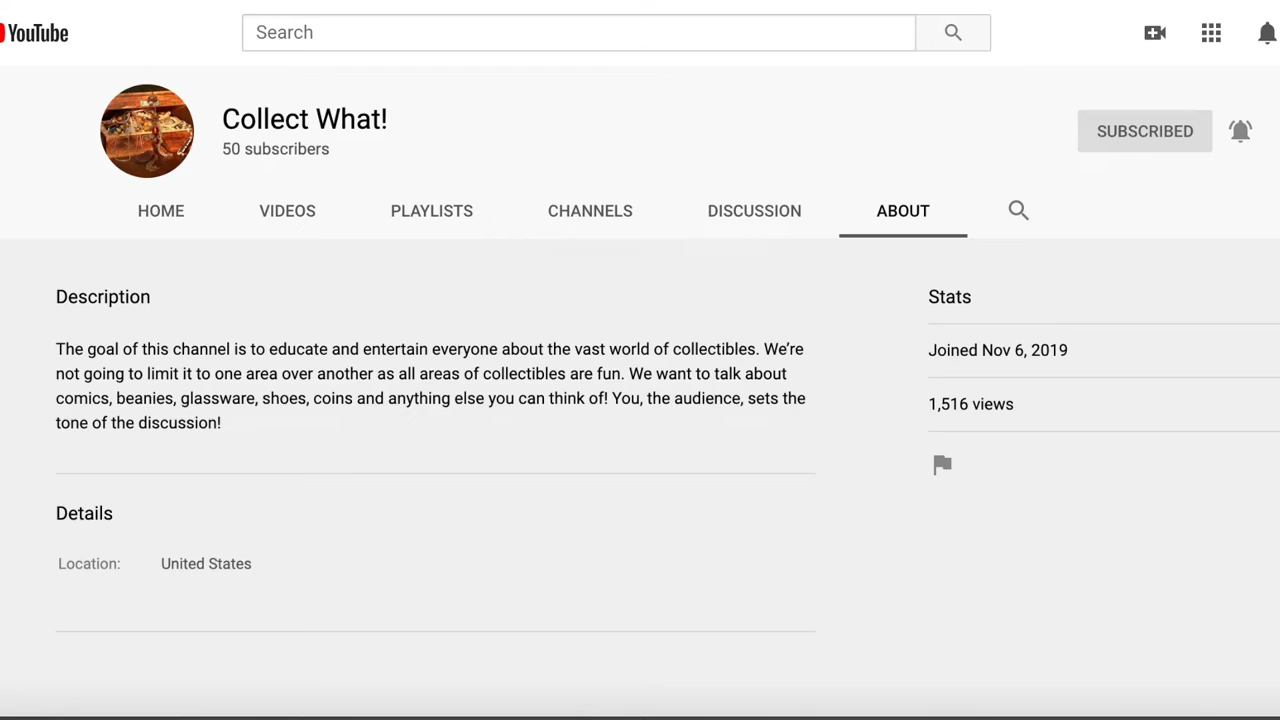 YouTube
Search
Collect What!
50 subscribers
SUBSCRIBED
HOME VIDEOS PLAYLISTS CHANNELS DISCUSSION ABOUT
Description
The goal of this channel is to educate and entertain everyone about the vast world of collectibles. We’re
not going to limit it to one area over another as all areas of collectibles are fun. We want to talk about
comics, beanies, glassware, shoes, coins and anything else you can think of! You, the audience, sets the
tone of the discussion!
Stats
Joined Nov 6, 2019
1,516 views
Details
Location: United States